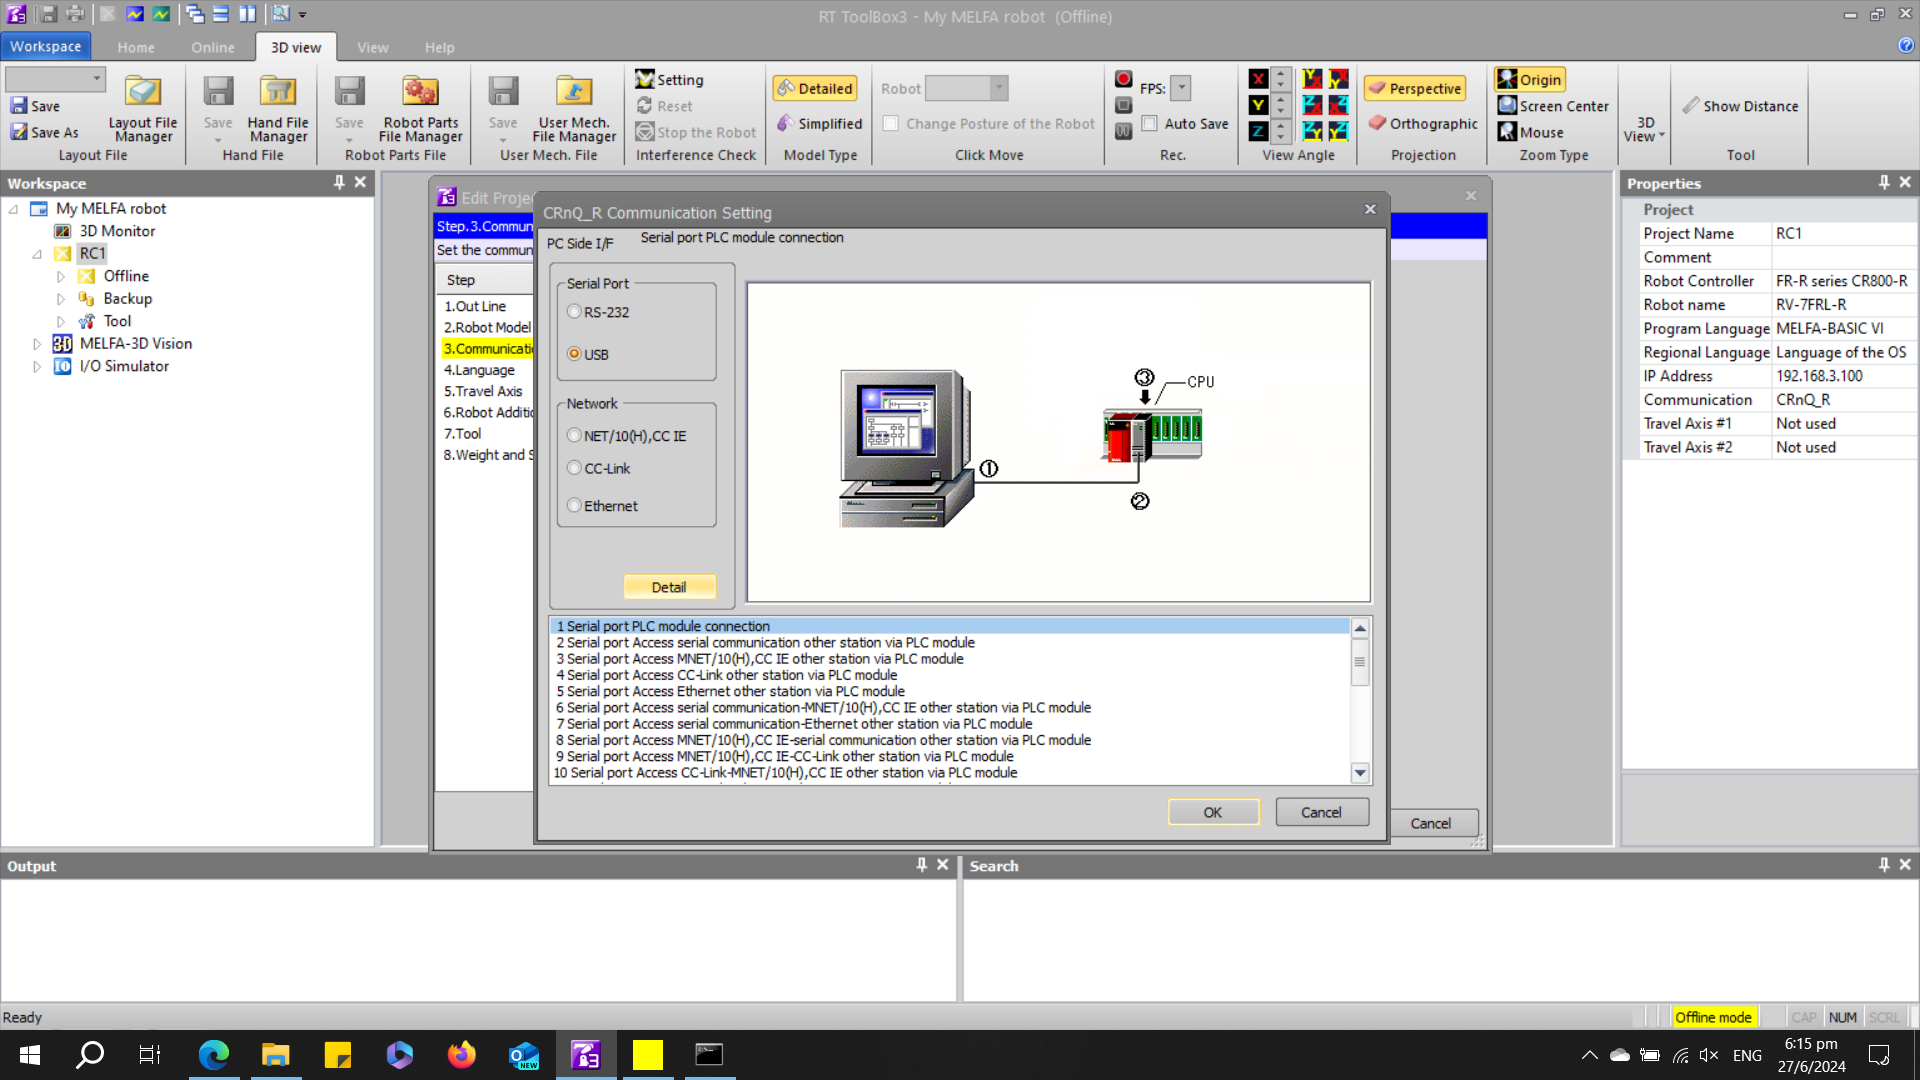 RT ToolBox3 - My MELFA robot  (Offline)
Workspace
Home
Online
3D view
View
Help
Save
Save As
Layout File
Manager
Layout File
Save
Hand File
Manager
Hand File
Save
Robot Parts
File Manager
Robot Parts File
Save
User Mech.
File Manager
User Mech. File
Setting
Reset
Stop the Robot
Interference Check
Detailed
Simplified
Model Type
Robot
Change Posture of the Robot
Click Move
FPS:
Auto Save
Rec.
X
Y
Z
View Angle
Perspective
Orthographic
Projection
Origin
Screen Center
Mouse
Zoom Type
3D
View
Show Distance
Tool
Workspace
My MELFA robot
3D Monitor
RC1
Offline
Backup
Tool
MELFA-3D Vision
I/O Simulator
Edit Proje
Step.3.Commun
Set the commun
Step
1.Out Line
2.Robot Model
3.Communicati
4.Language
5.Travel Axis
6.Robot Additi
7.Tool
8.Weight and S
Cancel
CRnQ_R Communication Setting
PC Side I/F
Serial port PLC module connection
Serial Port
RS-232
USB
Network
NET/10(H),CC IE
CC-Link
Ethernet
Detail
①
②
③
CPU
1 Serial port PLC module connection
2 Serial port Access serial communication other station via PLC module
3 Serial port Access MNET/10(H),CC IE other station via PLC module
4 Serial port Access CC-Link other station via PLC module
5 Serial port Access Ethernet other station via PLC module
6 Serial port Access serial communication-MNET/10(H),CC IE other station via PLC module
7 Serial port Access serial communication-Ethernet other station via PLC module
8 Serial port Access MNET/10(H),CC IE-serial communication other station via PLC module
9 Serial port Access MNET/10(H),CC IE-CC-Link other station via PLC module
10 Serial port Access CC-Link-MNET/10(H),CC IE other station via PLC module
OK
Cancel
Properties
Project
Project Name RC1
Comment
Robot Controller FR-R series CR800-R
Robot name RV-7FRL-R
Program Language MELFA-BASIC VI
Regional Language Language of the OS
IP Address 192.168.3.100
Communication CRnQ_R
Travel Axis #1 Not used
Travel Axis #2 Not used
Output
Search
Ready
Offline mode
CAP
NUM
SCRL
NEW
ENG
6:15 pm
27/6/2024